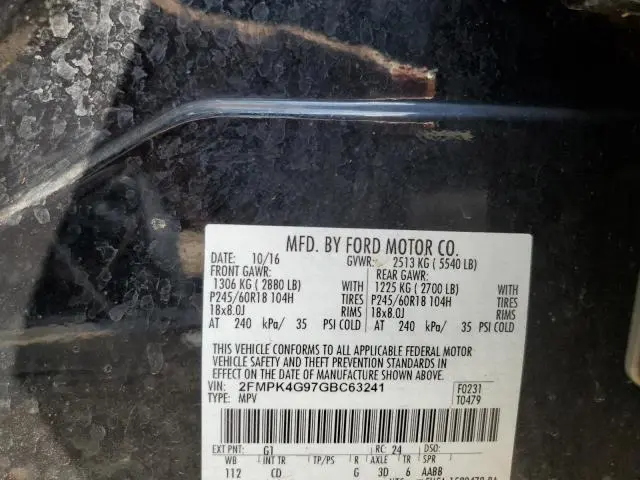 MFD. BY FORD MOTOR CO.
DATE: 10/16 GVWR: 2513 KG ( 5540 LB)
FRONT GAWR: REAR GAWR:
1306 KG ( 2880 LB) WITH 1225 KG ( 2700 LB) WITH
P245/60R18 104H TIRES P245/60R18 104H TIRES
18x8.0J RIMS 18x8.0J RIMS
AT 240 kPa/ 35 PSI COLD AT 240 kPa/ 35 PSI COLD
THIS VEHICLE CONFORMS TO ALL APPLICABLE FEDERAL MOTOR
VEHICLE SAFETY AND THEFT PREVENTION STANDARDS IN
EFFECT ON THE DATE OF MANUFACTURE SHOWN ABOVE.
VIN: 2FMPK4G97GBC63241 F0231
TYPE: MPV T0479
EXT PNT: G1 RC: 24 DSO:
WB INT TR TP/PS R AXLE TR SPR
112 CD G 3D 6 AABB